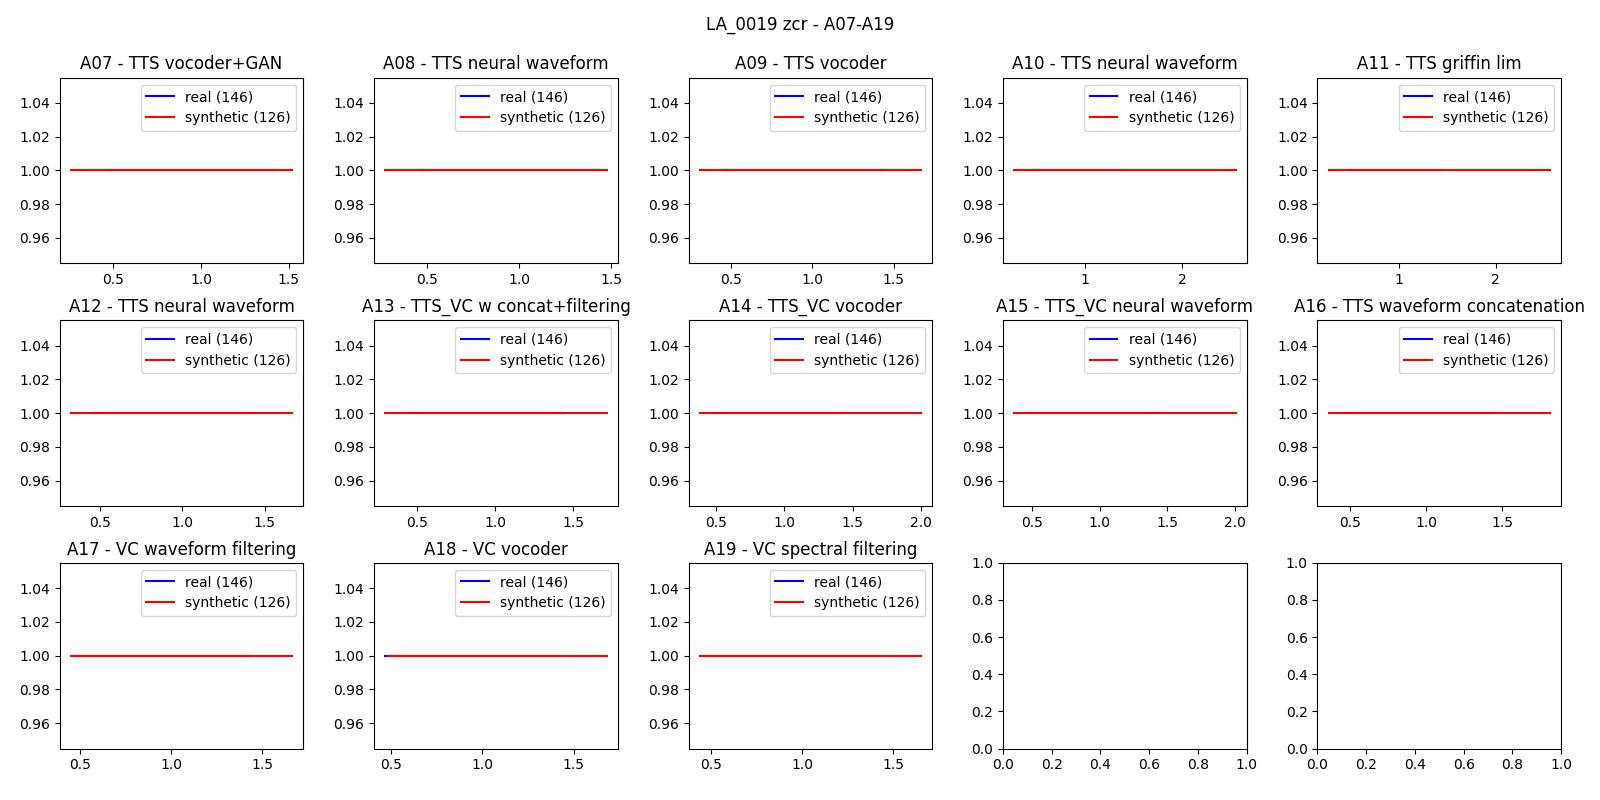 LA_0019 zcr - A07-A19
A07 - TTS vocoder+GAN
real (146)
synthetic (126)
1.04
1.02
1.00
0.98
0.96
0.5 1.0 1.5
A08 - TTS neural waveform
real (146)
synthetic (126)
1.04
1.02
1.00
0.98
0.96
0.5 1.0 1.5
A09 - TTS vocoder
real (146)
synthetic (126)
1.04
1.02
1.00
0.98
0.96
0.5 1.0 1.5
A10 - TTS neural waveform
real (146)
synthetic (126)
1.04
1.02
1.00
0.98
0.96
1 2
A11 - TTS griffin lim
real (146)
synthetic (126)
1.04
1.02
1.00
0.98
0.96
1 2
A12 - TTS neural waveform
real (146)
synthetic (126)
1.04
1.02
1.00
0.98
0.96
0.5 1.0 1.5
A13 - TTS_VC w concat+filtering
real (146)
synthetic (126)
1.04
1.02
1.00
0.98
0.96
0.5 1.0 1.5
A14 - TTS_VC vocoder
real (146)
synthetic (126)
1.04
1.02
1.00
0.98
0.96
0.5 1.0 1.5 2.0
A15 - TTS_VC neural waveform
real (146)
synthetic (126)
1.04
1.02
1.00
0.98
0.96
0.5 1.0 1.5 2.0
A16 - TTS waveform concatenation
real (146)
synthetic (126)
1.04
1.02
1.00
0.98
0.96
0.5 1.0 1.5
A17 - VC waveform filtering
real (146)
synthetic (126)
1.04
1.02
1.00
0.98
0.96
0.5 1.0 1.5
A18 - VC vocoder
real (146)
synthetic (126)
1.04
1.02
1.00
0.98
0.96
0.5 1.0 1.5
A19 - VC spectral filtering
real (146)
synthetic (126)
1.04
1.02
1.00
0.98
0.96
0.5 1.0 1.5
1.0
0.8
0.6
0.4
0.2
0.0
0.0 0.2 0.4 0.6 0.8 1.0
1.0
0.8
0.6
0.4
0.2
0.0
0.0 0.2 0.4 0.6 0.8 1.0